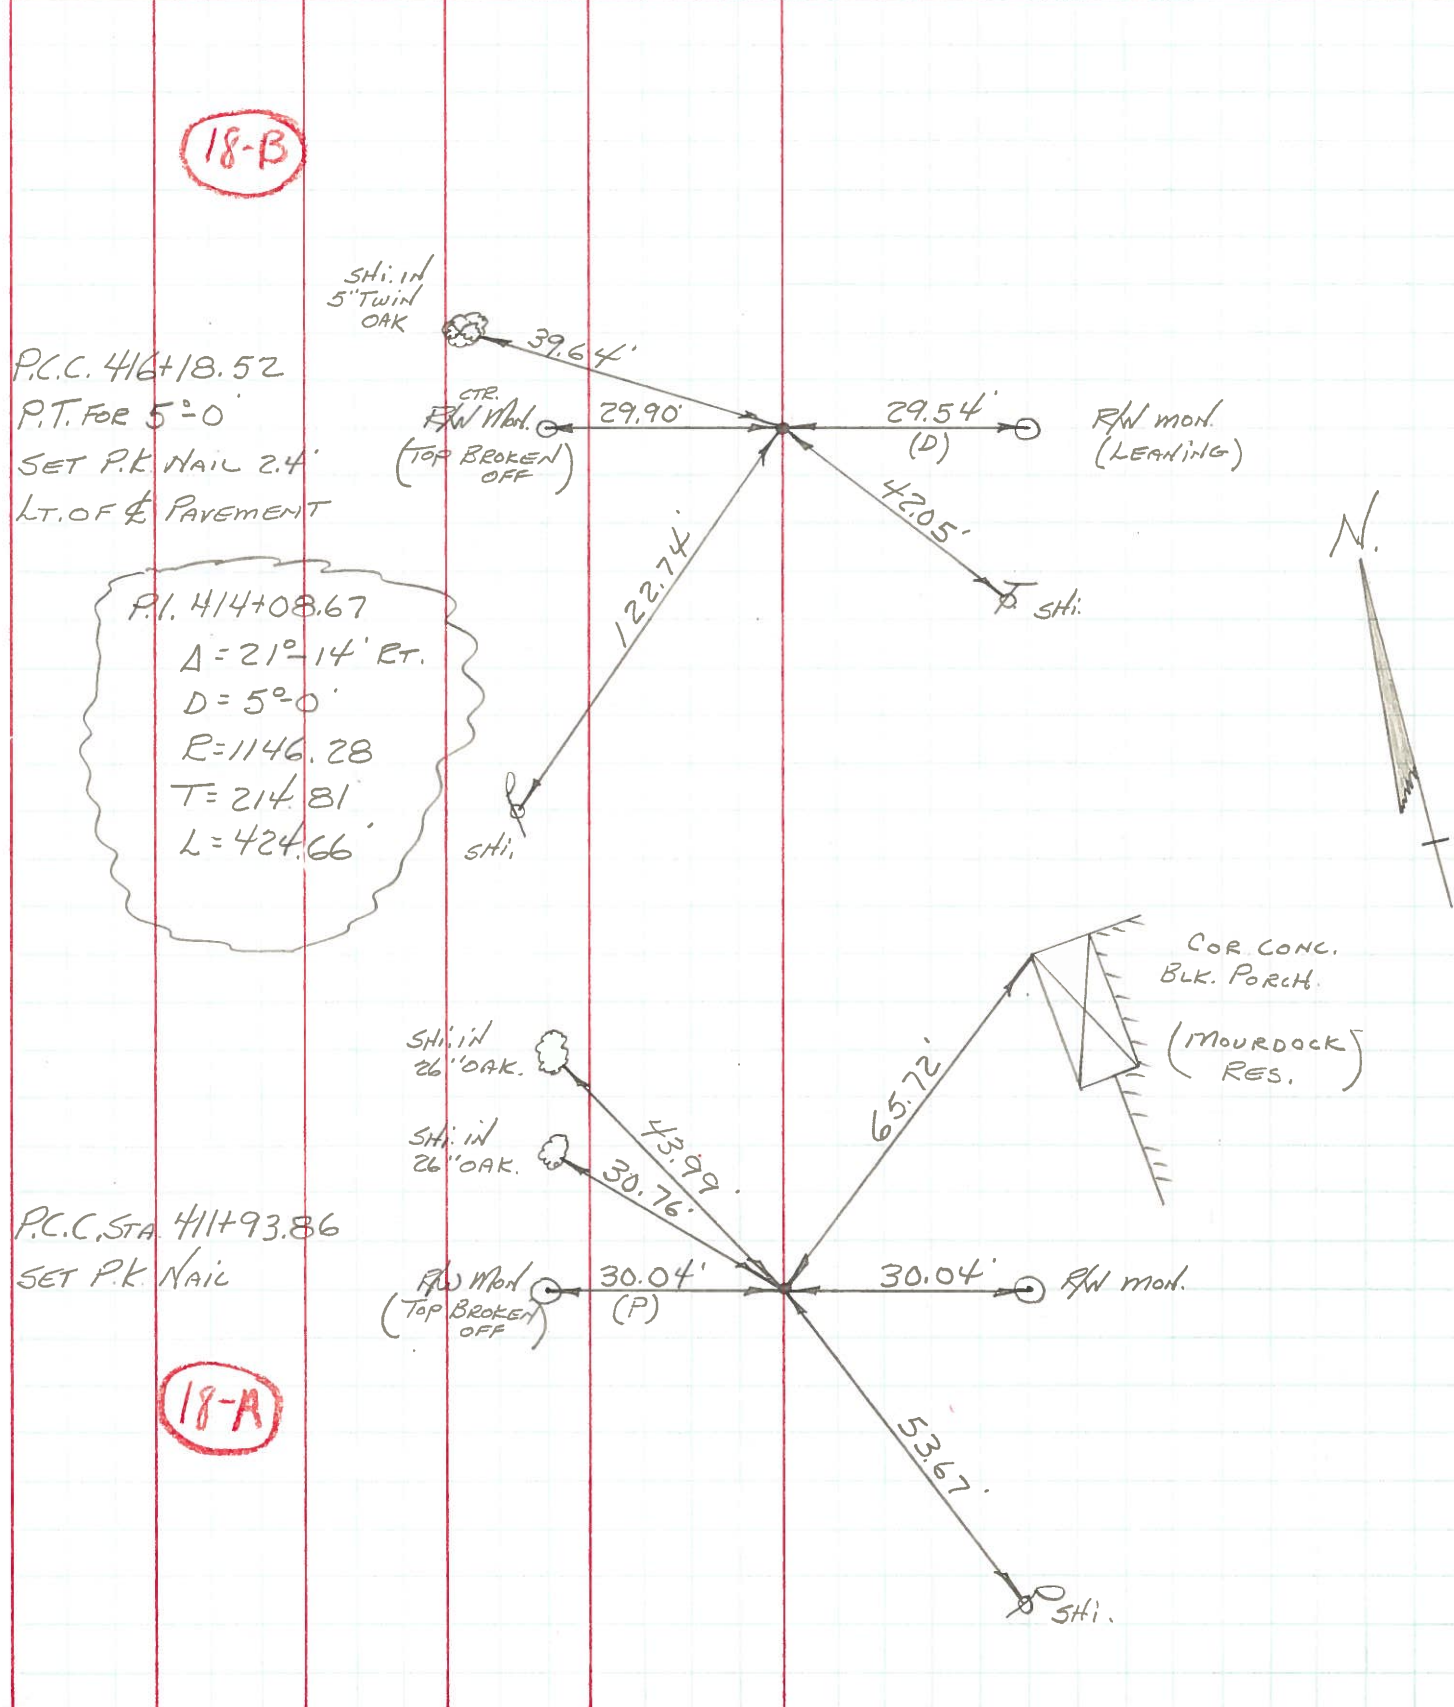 18-B
SHi. IN
5" TWIN
OAK
39.64'
P.C.C. 416+18.52
P.T. FOR 5°-0'
SET P.K. NAIL 2.4'
LT. OF ℄ PAVEMENT
CTR.
R/W MON.
(TOP BROKEN
OFF)
29.90'
29.54'
(D)
R/W MON.
(LEANING)
42.05'
SHi.
122.74'
SHi.
N.
P.I. 414+08.67
Δ = 21°-14' RT.
D = 5°-0'
R = 1146.28
T = 214.81
L = 424.66'
COR. CONC.
BLK. PORCH.
(MOURDOCK
RES.)
65.72'
SHi. iN
26" OAK.
43.99'
SHi. iN
26" OAK.
30.76'
P.C.C. STA. 411+93.86
SET P.K. NAIL
R/W MON.
(TOP BROKEN
OFF)
30.04'
(P)
30.04'
R/W MON.
18-A
53.67'
SHi.